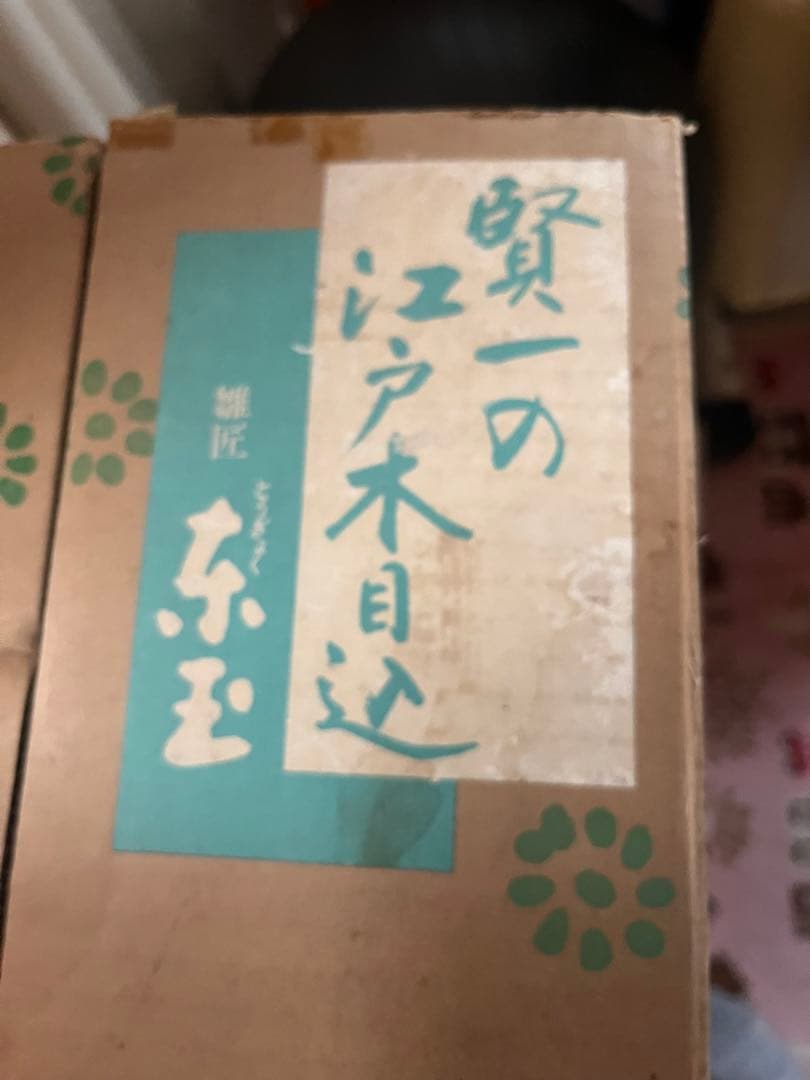 賢一の
江戸木目込
雛匠
東玉
とうぎょく